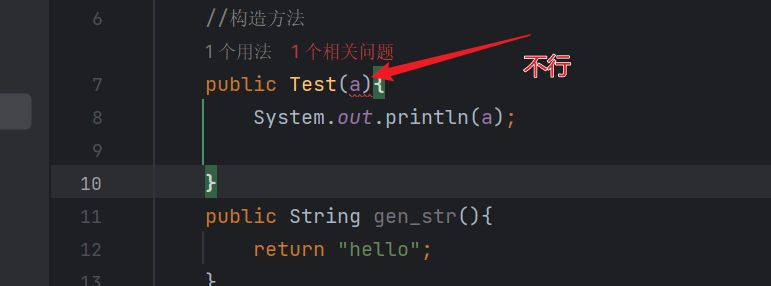 6 //构造方法
1 个用法 1 个相关问题
7 public Test(a){
不行
8 System.out.println(a);
9
10 }
11 public String gen_str(){
12 return "hello";
13 }